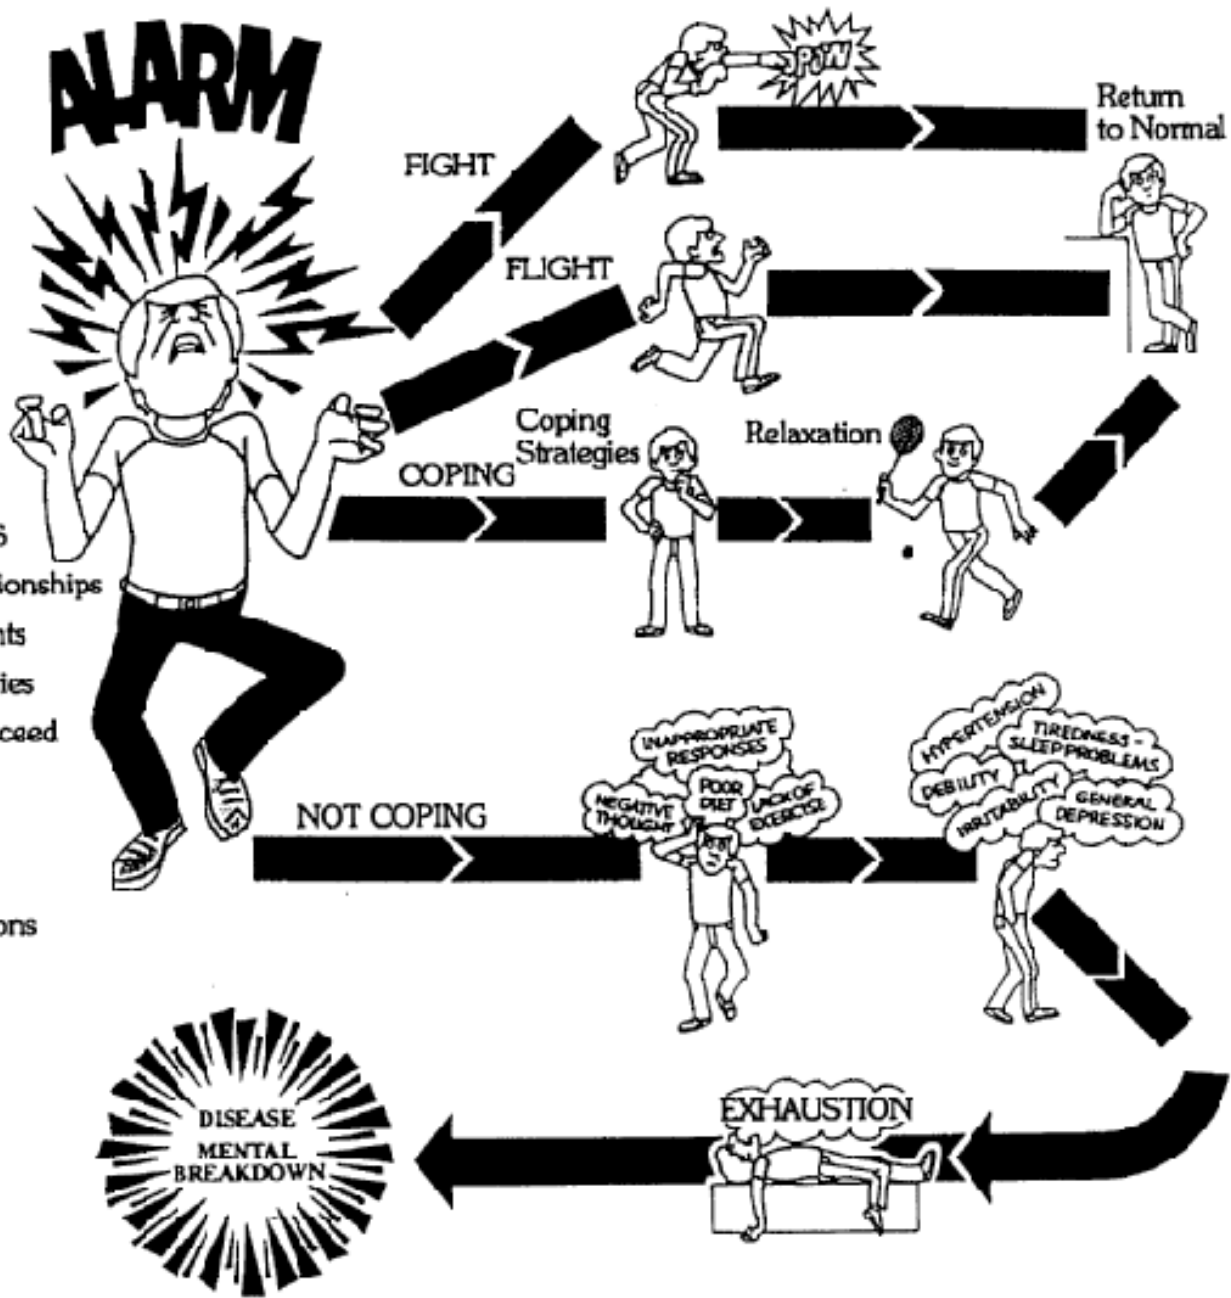 ALARM
FIGHT
POW
Return
to Normal
FLIGHT
Coping
Strategies
Relaxation
COPING
ionships
nts
ies
ceed
NOT COPING
INAPPROPRIATE
RESPONSES
NEGATIVE
THOUGHT
POOR
DIET
LACK OF
EXERCISE
HYPERTENSION
TIREDNESS -
SLEEP PROBLEMS
DEBILITY
IRRITABILITY
GENERAL
DEPRESSION
ons
EXHAUSTION
DISEASE
MENTAL
BREAKDOWN